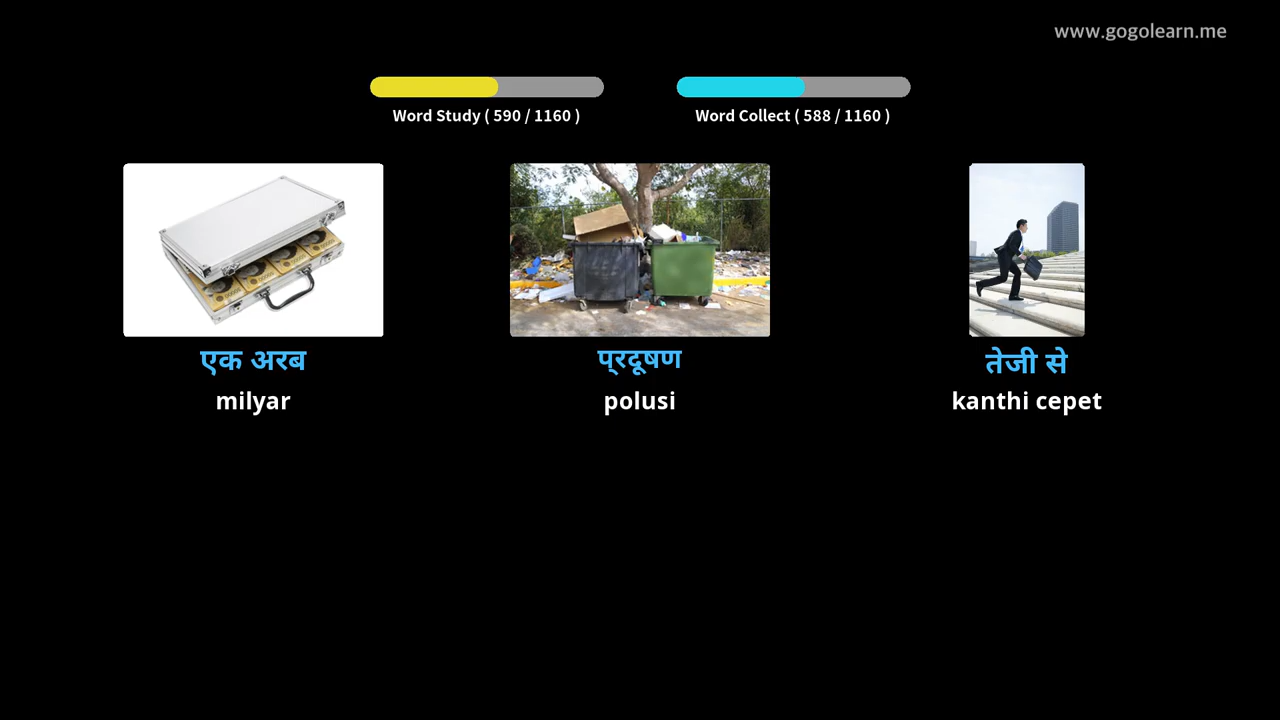 www.gogolearn.me
Word Study ( 590 / 1160 )
Word Collect ( 588 / 1160 )
एक अरब
प्रदूषण
तेजी से
milyar
polusi
kanthi cepet